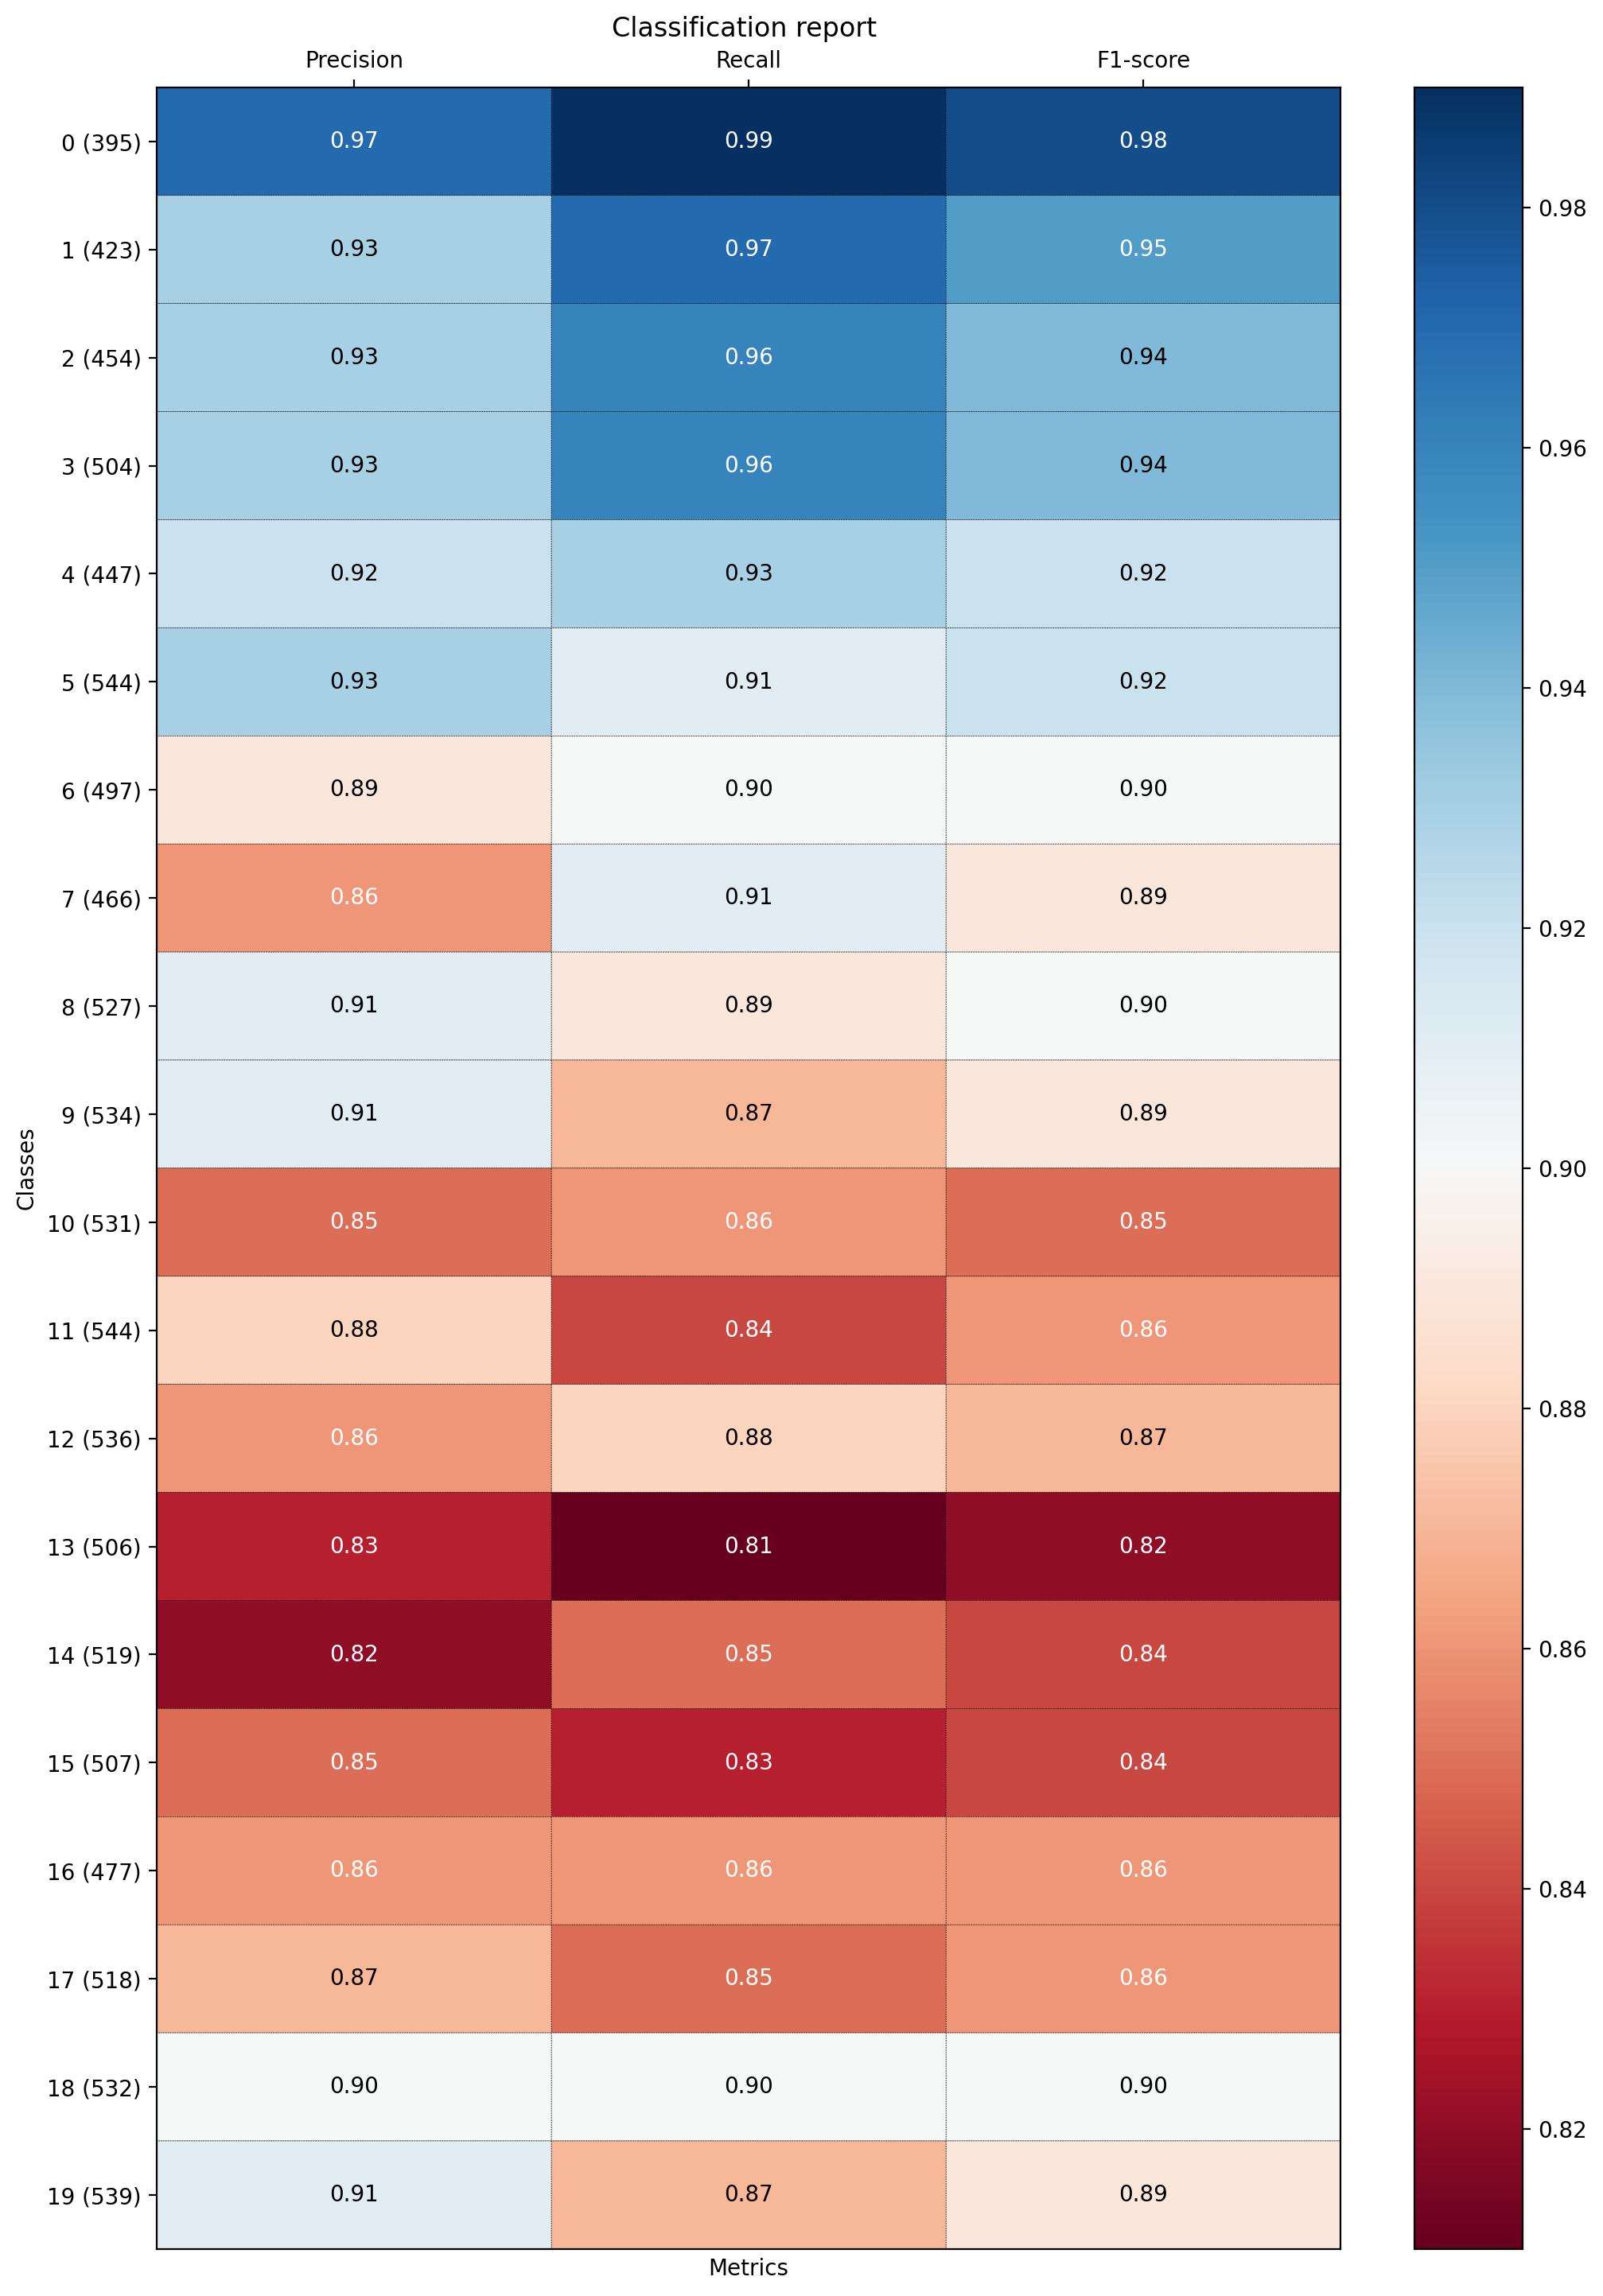 Classification report
Precision Recall F1-score
0 (395) 0.97 0.99 0.98
1 (423) 0.93 0.97 0.95
2 (454) 0.93 0.96 0.94
3 (504) 0.93 0.96 0.94
4 (447) 0.92 0.93 0.92
5 (544) 0.93 0.91 0.92
6 (497) 0.89 0.90 0.90
7 (466) 0.86 0.91 0.89
8 (527) 0.91 0.89 0.90
9 (534) 0.91 0.87 0.89
10 (531) 0.85 0.86 0.85
11 (544) 0.88 0.84 0.86
12 (536) 0.86 0.88 0.87
13 (506) 0.83 0.81 0.82
14 (519) 0.82 0.85 0.84
15 (507) 0.85 0.83 0.84
16 (477) 0.86 0.86 0.86
17 (518) 0.87 0.85 0.86
18 (532) 0.90 0.90 0.90
19 (539) 0.91 0.87 0.89
Classes
Metrics
0.98
0.96
0.94
0.92
0.90
0.88
0.86
0.84
0.82